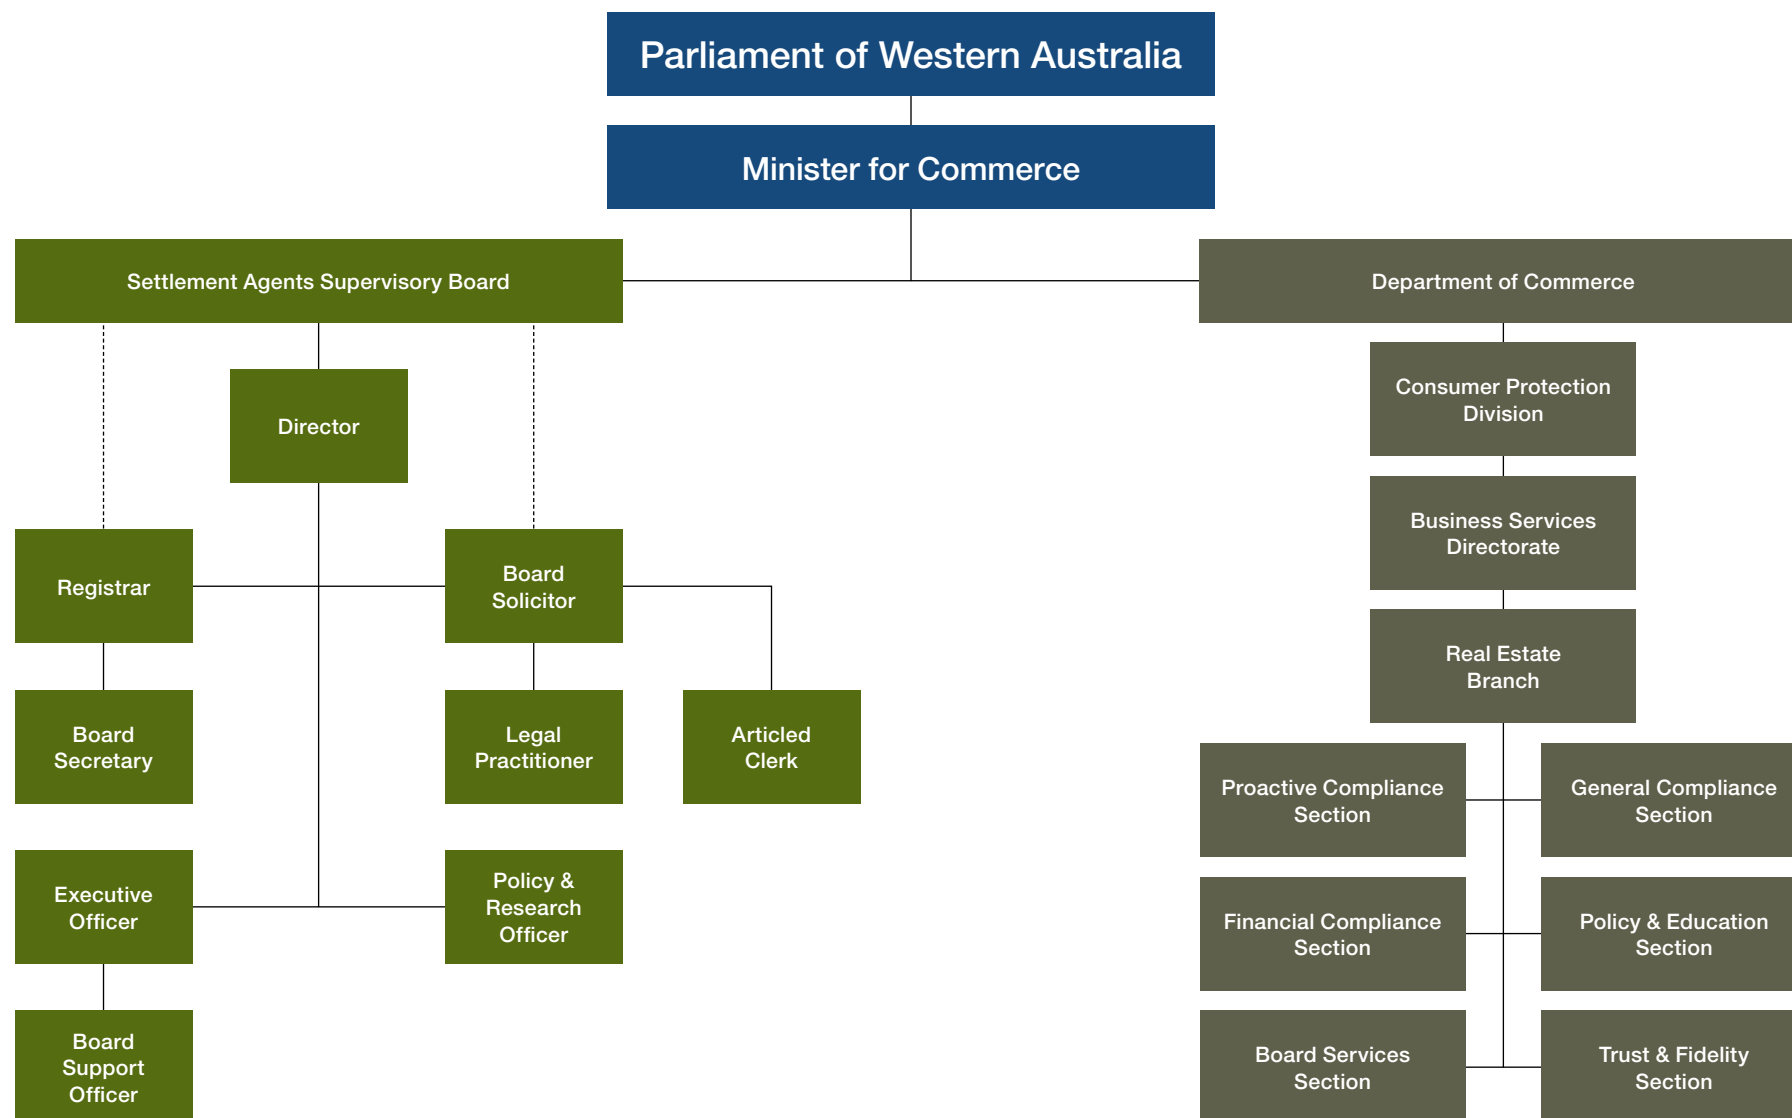 Parliament of Western Australia
Minister for Commerce
Settlement Agents Supervisory Board
Department of Commerce
Director
Consumer Protection
Division
Registrar
Board
Solicitor
Business Services
Directorate
Real Estate
Branch
Board
Secretary
Legal
Practitioner
Articled
Clerk
Proactive Compliance
Section
General Compliance
Section
Executive
Officer
Policy &
Research
Officer
Financial Compliance
Section
Policy & Education
Section
Board
Support
Officer
Board Services
Section
Trust & Fidelity
Section